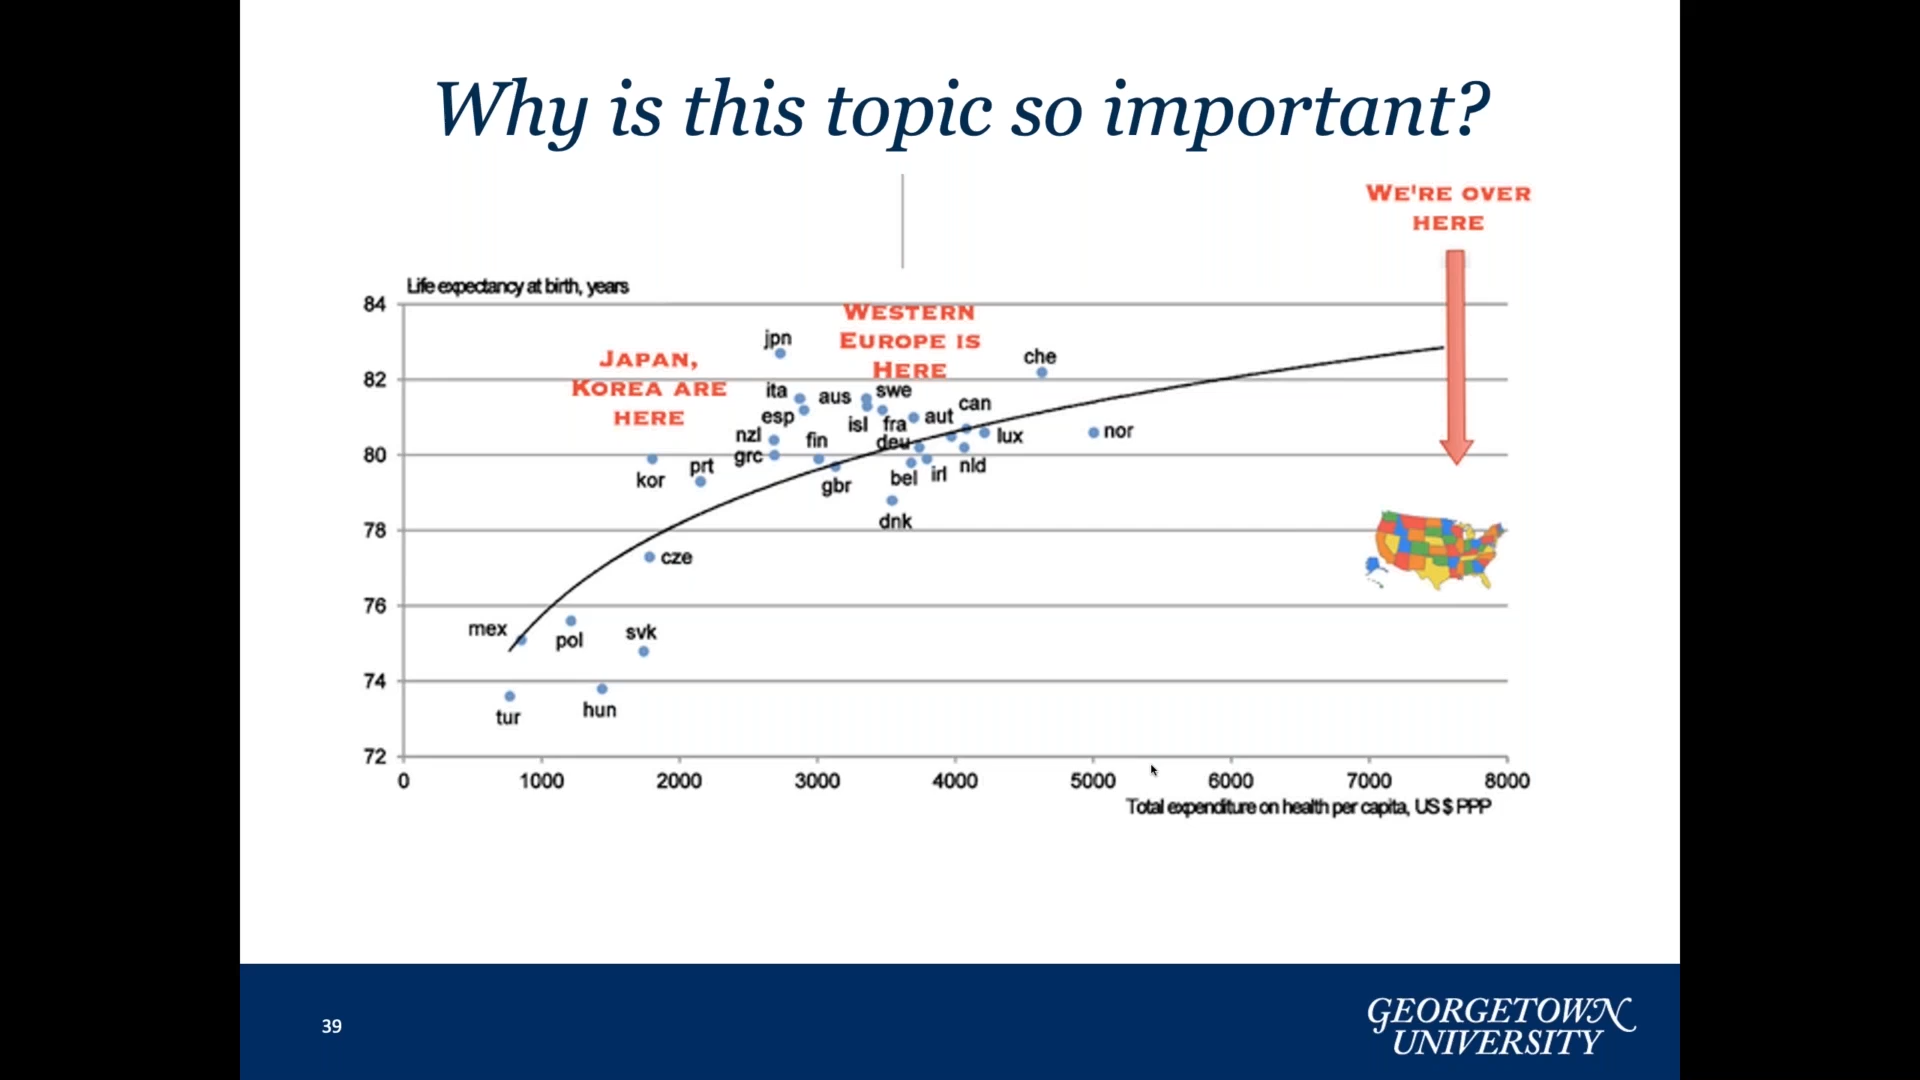 Why is this topic so important?
WE'RE OVER
HERE
Life expectancy at birth, years
84
WESTERN
EUROPE IS
HERE
JAPAN,
KOREA ARE
HERE
jpn
che
82
ita
aus
swe
esp
isl
fra
aut
can
nzl
fin
deu
lux
nor
80
grc
kor
prt
gbr
bel
irl
nld
dnk
78
cze
76
mex
pol
svk
74
tur
hun
72
0 1000 2000 3000 4000 5000 6000 7000 8000
Total expenditure on health per capita, US $ PPP
39
GEORGETOWN
UNIVERSITY